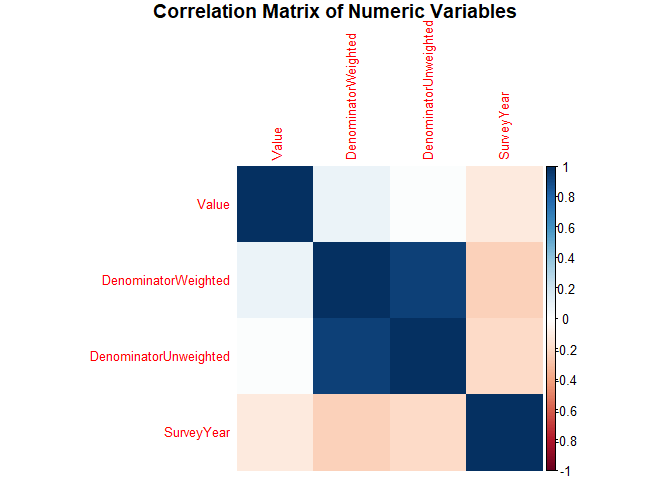 Correlation Matrix of Numeric Variables
Value
DenominatorWeighted
DenominatorUnweighted
SurveyYear
Value
DenominatorWeighted
DenominatorUnweighted
SurveyYear
1
0.8
0.6
0.4
0.2
0
-0.2
-0.4
-0.6
-0.8
-1